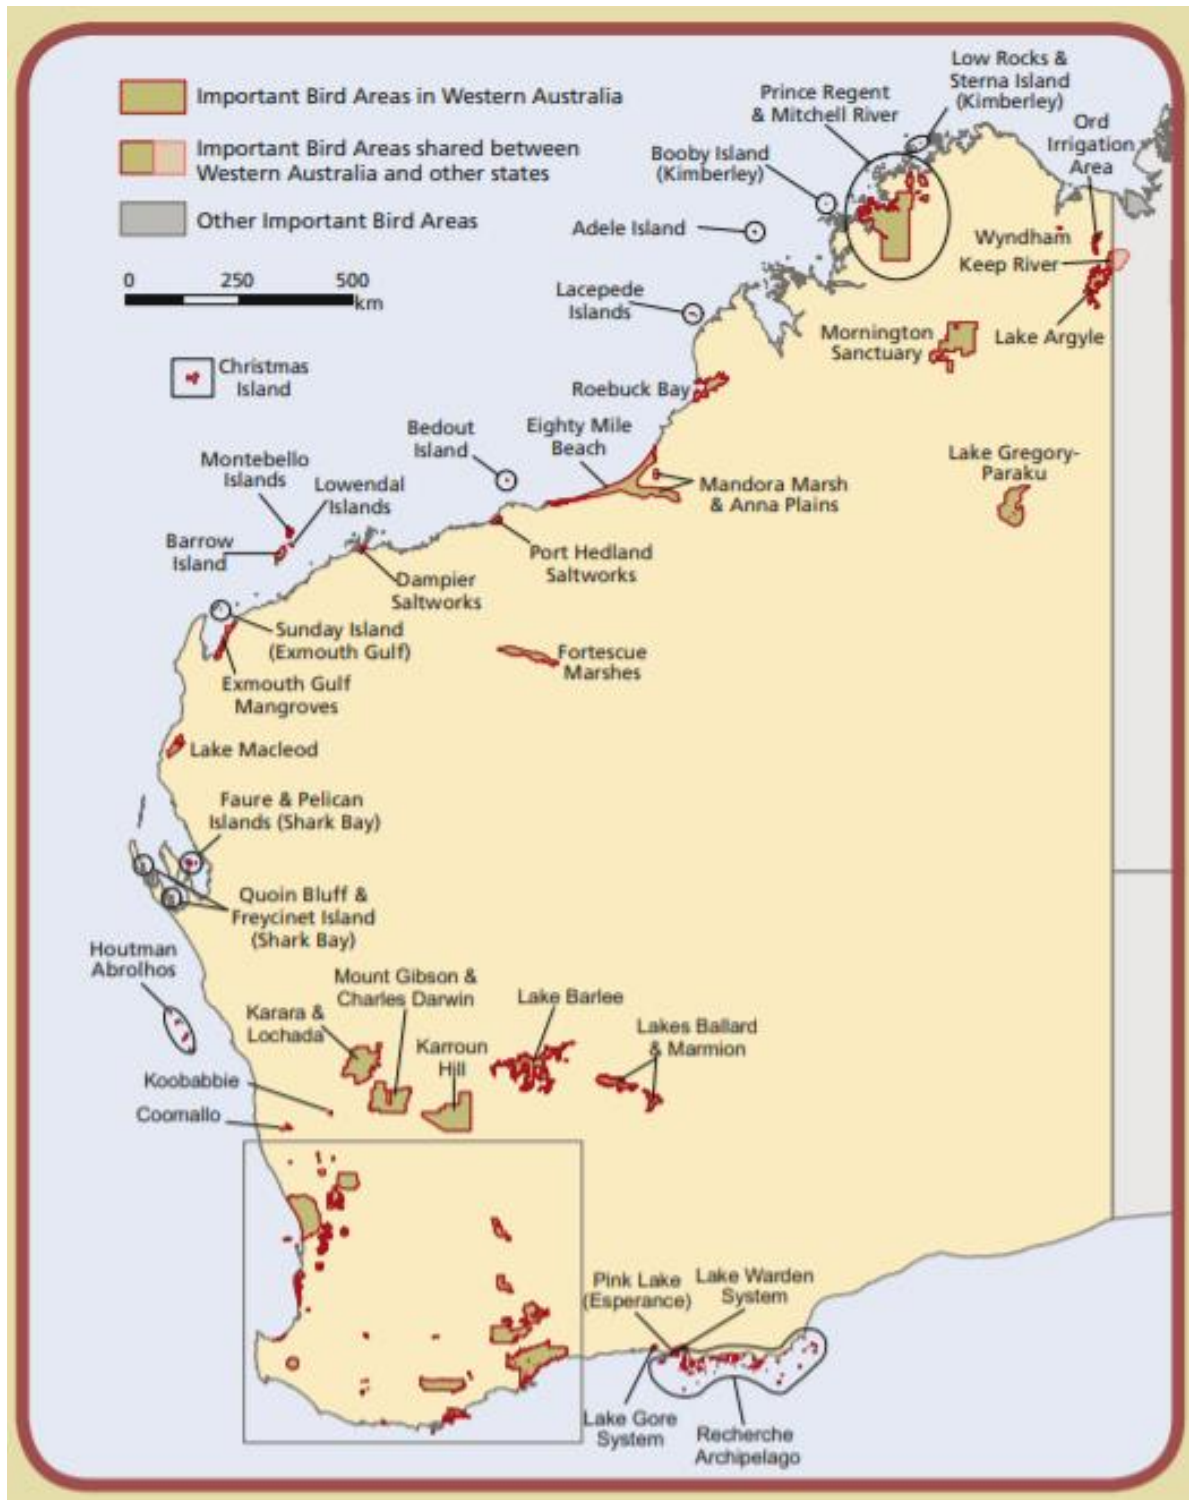 Low Rocks &
Sterna Island
(Kimberley)
Prince Regent
& Mitchell River
Ord
Irrigation
Area
Important Bird Areas in Western Australia
Important Bird Areas shared between
Western Australia and other states
Other Important Bird Areas
Booby Island
(Kimberley)
Adele Island
Wyndham
Keep River
0 250 500
km
Lacepede
Islands
Mornington
Sanctuary
Lake Argyle
Christmas
Island
Roebuck Bay
Bedout
Island
Eighty Mile
Beach
Montebello
Islands
Lowendal
Islands
Mandora Marsh
& Anna Plains
Lake Gregory-
Paraku
Barrow
Island
Port Hedland
Saltworks
Dampier
Saltworks
Sunday Island
(Exmouth Gulf)
Fortescue
Marshes
Exmouth Gulf
Mangroves
Lake Macleod
Faure & Pelican
Islands (Shark Bay)
Quoin Bluff &
Freycinet Island
(Shark Bay)
Houtman
Abrolhos
Mount Gibson &
Charles Darwin
Lake Barlee
Karara &
Lochada
Karroun
Hill
Lakes Ballard
& Marmion
Koobabbie
Coomallo
Pink Lake
(Esperance)
Lake Warden
System
Lake Gore
System
Recherche
Archipelago